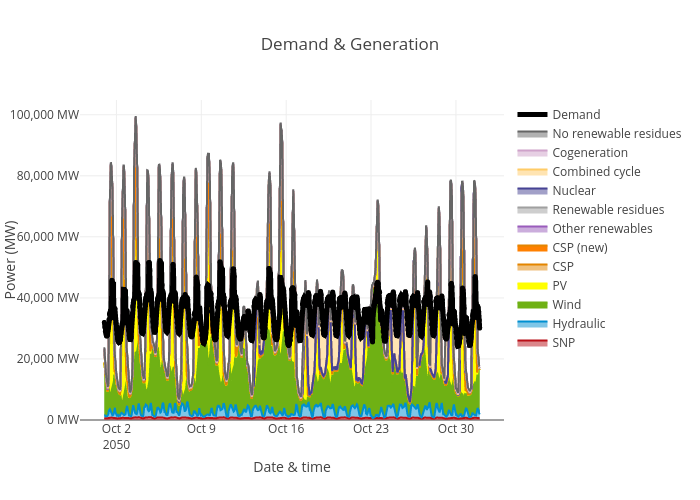 Demand & Generation
100,000 MW
80,000 MW
60,000 MW
40,000 MW
20,000 MW
0 MW
Power (MW)
Oct 2
2050
Oct 9
Oct 16
Oct 23
Oct 30
Date & time
Demand
No renewable residues
Cogeneration
Combined cycle
Nuclear
Renewable residues
Other renewables
CSP (new)
CSP
PV
Wind
Hydraulic
SNP